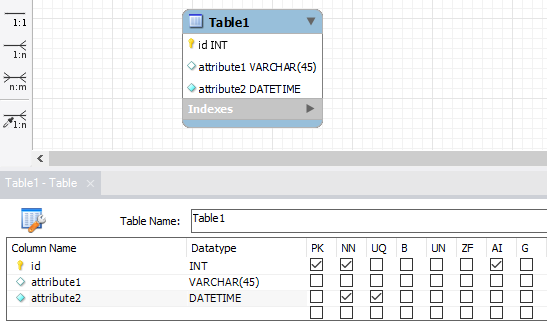 1:1
1:n
n:m
1:n
Table1
id INT
attribute1 VARCHAR(45)
attribute2 DATETIME
Indexes
Table1 - Table
Table Name: Table1
Column Name Datatype PK NN UQ B UN ZF AI G
id INT
attribute1 VARCHAR(45)
attribute2 DATETIME